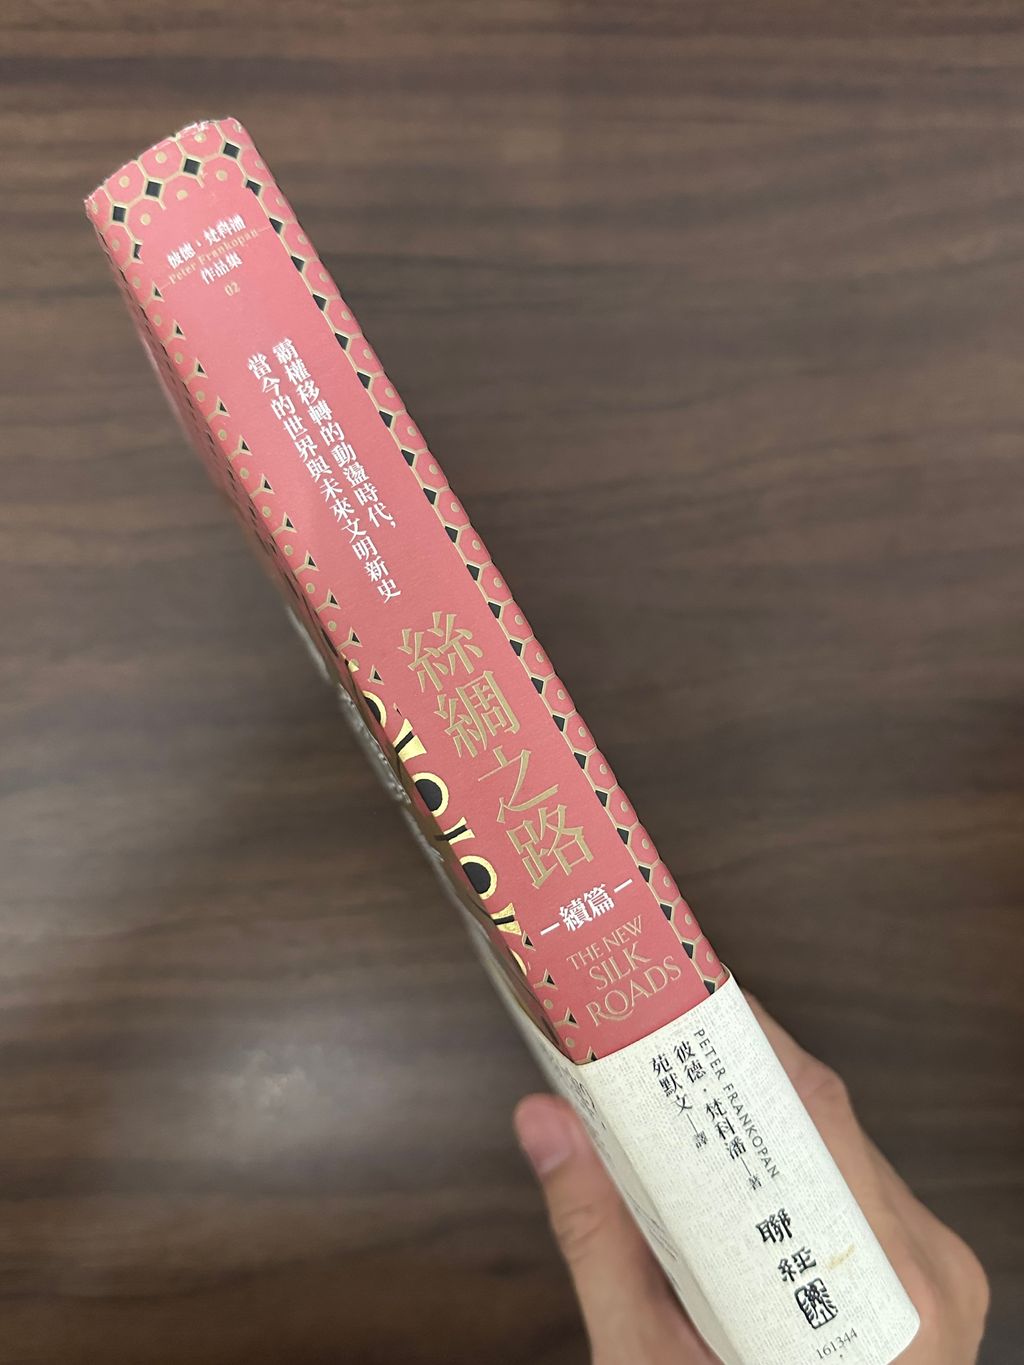 彼德．梵科潘
Peter Frankopan
作品集
02
霸權移轉的動盪時代，
當今的世界與未來文明新史
絲綢之路
續篇
THE NEW
SILK
ROADS
PETER FRANKOPAN
彼德．梵科潘—著
苑默文—譯
聯經
161344